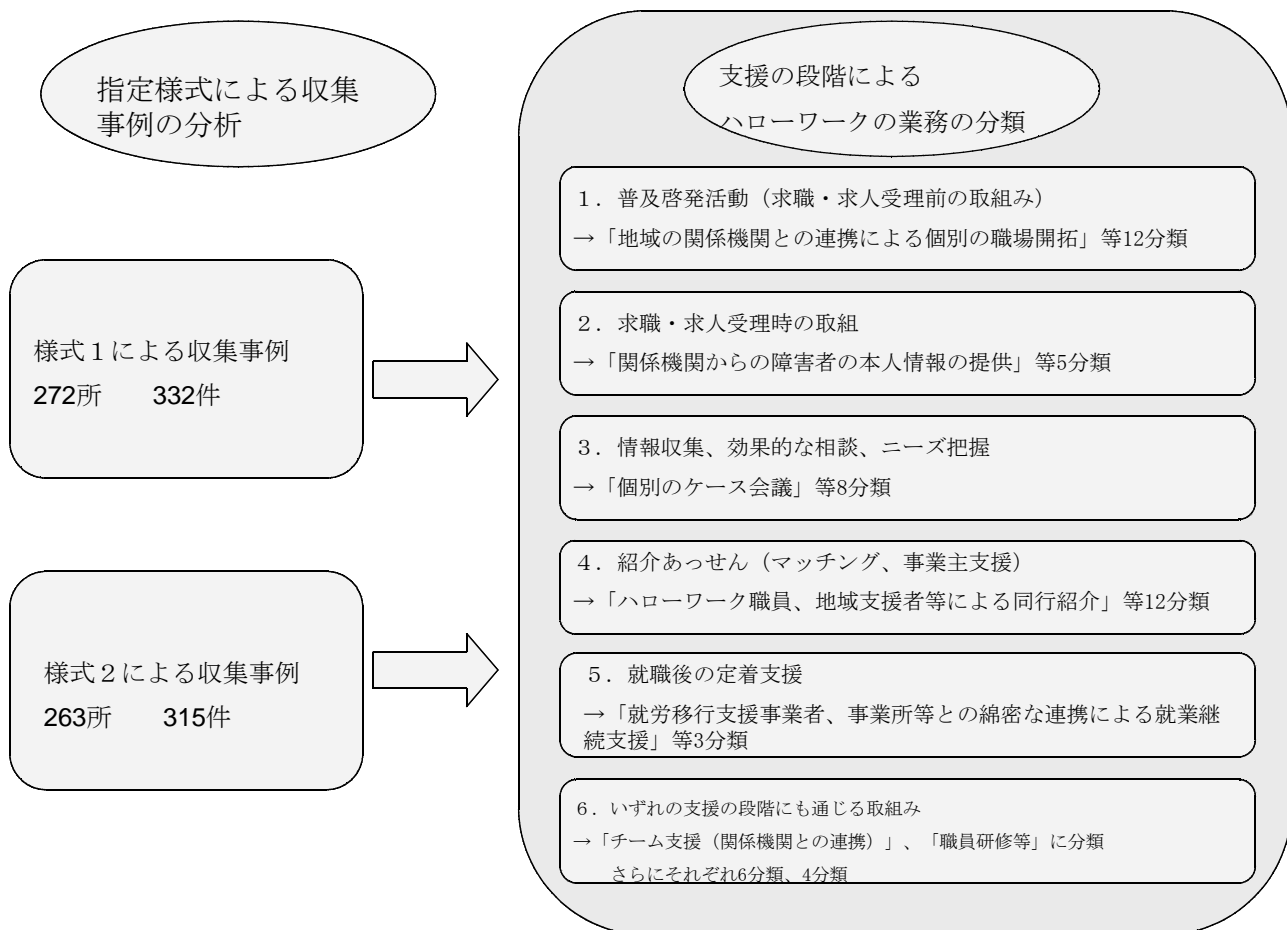 指定様式による収集
事例の分析
様式１による収集事例
272所　　332件
様式２による収集事例
263所　　315件
支援の段階による
ハローワークの業務の分類
１．普及啓発活動（求職・求人受理前の取組み）
→「地域の関係機関との連携による個別の職場開拓」等12分類
２．求職・求人受理時の取組
→「関係機関からの障害者の本人情報の提供」等5分類
３．情報収集、効果的な相談、ニーズ把握
→「個別のケース会議」等8分類
４．紹介あっせん（マッチング、事業主支援）
→「ハローワーク職員、地域支援者等による同行紹介」等12分類
５．就職後の定着支援
→「就労移行支援事業者、事業所等との綿密な連携による就業継
続支援」等3分類
６．いずれの支援の段階にも通じる取組み
→「チーム支援（関係機関との連携）」、「職員研修等」に分類
さらにそれぞれ6分類、4分類